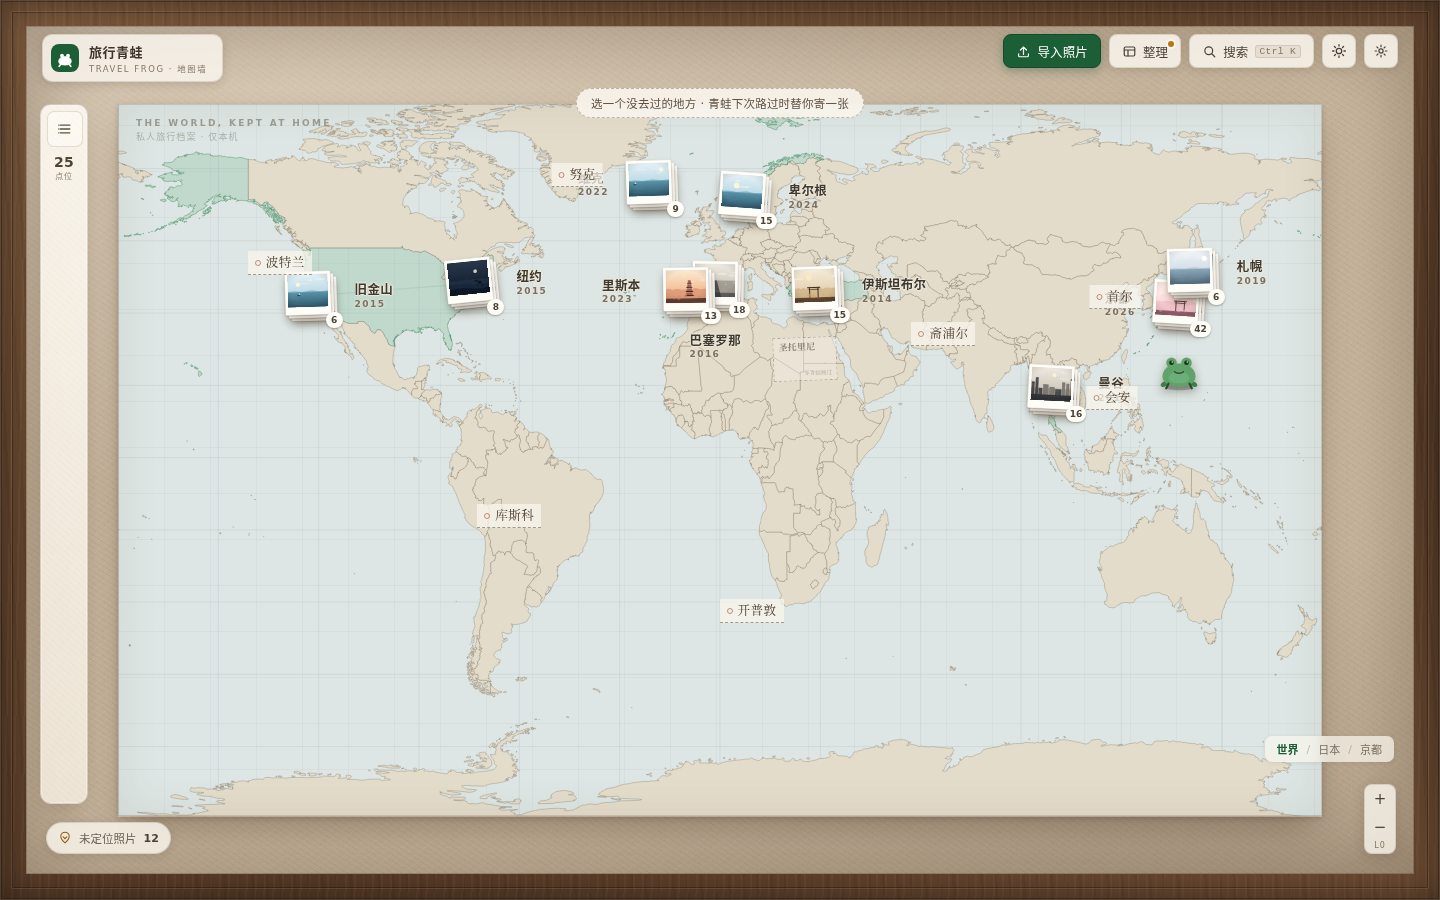 旅行青蛙
TRAVEL FROG · 地图墙
导入照片
整理
搜索 Ctrl K
选一个没去过的地方 · 青蛙下次路过时替你寄一张
25
点位
THE WORLD, KEPT AT HOME
私人旅行档案 · 仅本机
努克
2022
9
卑尔根
2024
15
波特兰
旧金山
2015
6
纽约
2015
8
里斯本
2023
13
18
巴塞罗那
2016
伊斯坦布尔
2014
15
圣托里尼
斋浦尔
首尔
2026
札幌
2019
6
42
曼谷
会安
16
库斯科
开普敦
世界 / 日本 / 京都
+
−
L0
未定位照片 12